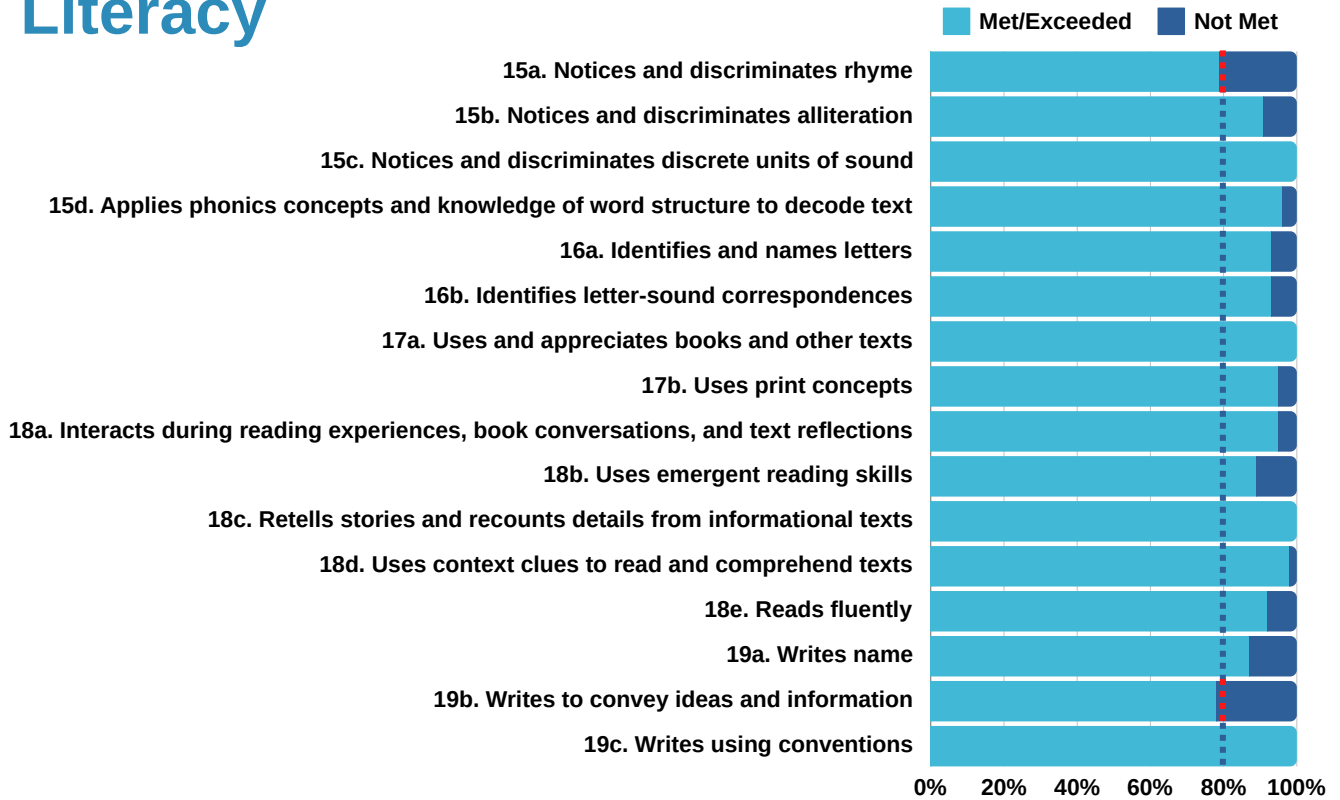 Literacy
Met/Exceeded Not Met
15a. Notices and discriminates rhyme
15b. Notices and discriminates alliteration
15c. Notices and discriminates discrete units of sound
15d. Applies phonics concepts and knowledge of word structure to decode text
16a. Identifies and names letters
16b. Identifies letter-sound correspondences
17a. Uses and appreciates books and other texts
17b. Uses print concepts
18a. Interacts during reading experiences, book conversations, and text reflections
18b. Uses emergent reading skills
18c. Retells stories and recounts details from informational texts
18d. Uses context clues to read and comprehend texts
18e. Reads fluently
19a. Writes name
19b. Writes to convey ideas and information
19c. Writes using conventions
0% 20% 40% 60% 80% 100%